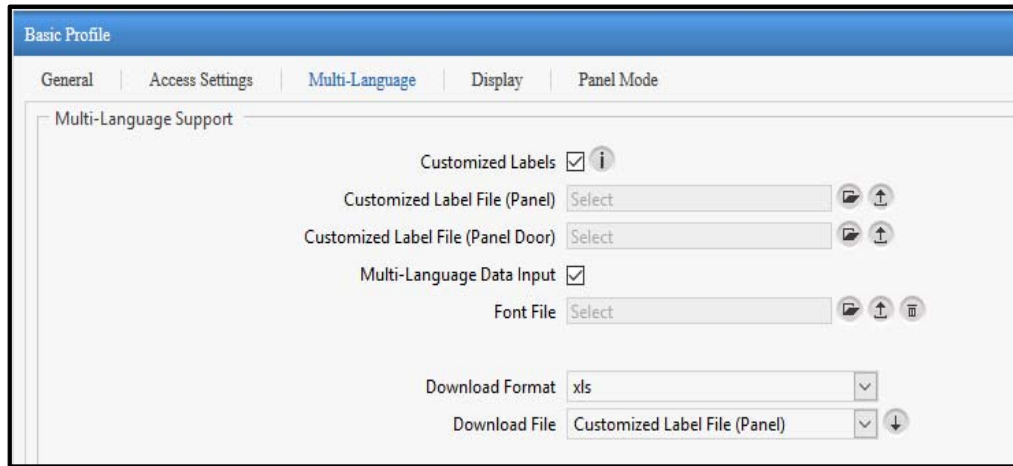 Basic Profile
General Access Settings Multi-Language Display Panel Mode
Multi-Language Support
Customized Labels i
Customized Label File (Panel) Select
Customized Label File (Panel Door) Select
Multi-Language Data Input
Font File Select
Download Format xls
Download File Customized Label File (Panel)